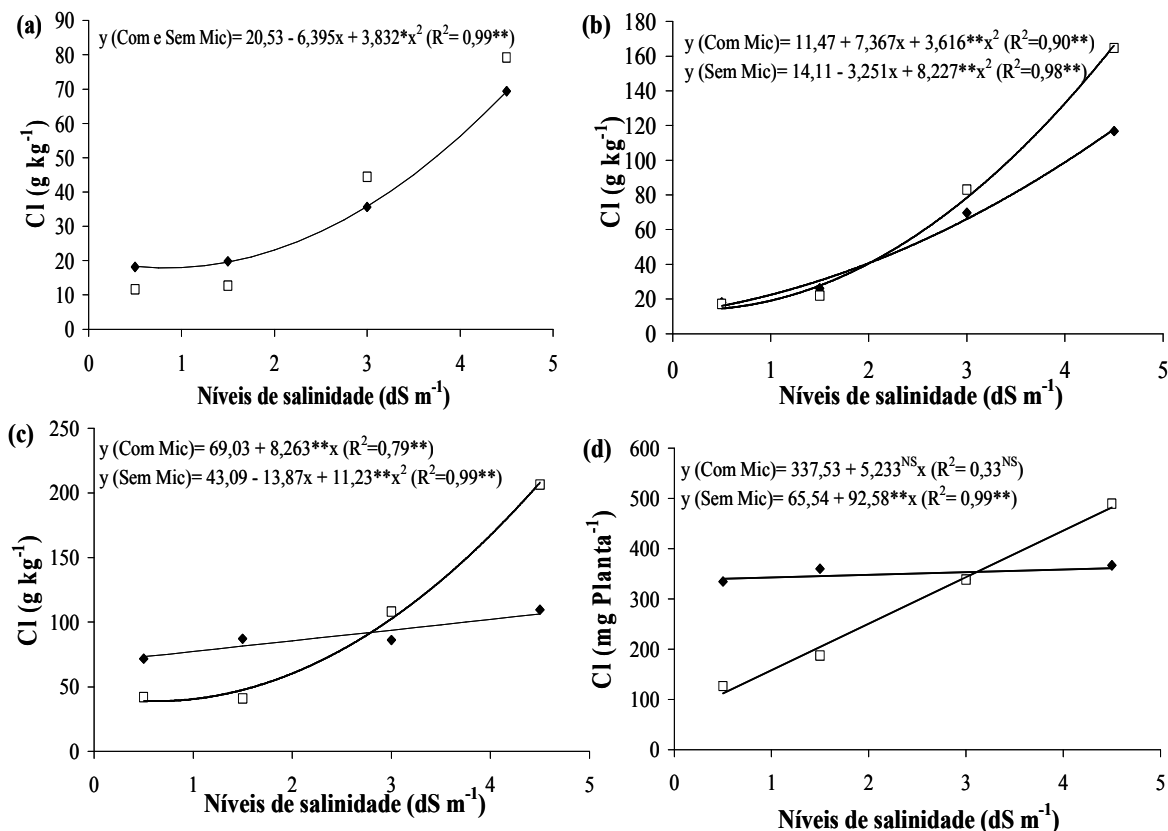 (a)
y (Com e Sem Mic)= 20,53 - 6,395x + 3,832*x² (R²= 0,99**)
90
80
70
60
50
40
30
20
10
0
Cl (g kg⁻¹)
0 1 2 3 4 5
Níveis de salinidade (dS m⁻¹)
(b)
y (Com Mic)= 11,47 + 7,367x + 3,616**x² (R²=0,90**)
y (Sem Mic)= 14,11 - 3,251x + 8,227**x² (R²=0,98**)
180
160
140
120
100
80
60
40
20
0
Cl (g kg⁻¹)
0 1 2 3 4 5
Níveis de salinidade (dS m⁻¹)
(c)
y (Com Mic)= 69,03 + 8,263**x (R²=0,79**)
y (Sem Mic)= 43,09 - 13,87x + 11,23**x² (R²=0,99**)
250
200
150
100
50
0
Cl (g kg⁻¹)
0 1 2 3 4 5
Níveis de salinidade (dS m⁻¹)
(d)
y (Com Mic)= 337,53 + 5,233ᴺˢx (R²= 0,33ᴺˢ)
y (Sem Mic)= 65,54 + 92,58**x (R²= 0,99**)
600
500
400
300
200
100
0
Cl (mg Planta⁻¹)
0 1 2 3 4 5
Níveis de salinidade (dS m⁻¹)